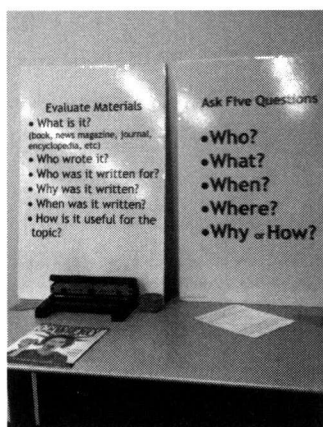 Evaluate Materials
• What is it?
(book, news magazine, journal,
encyclopedia, etc)
• Who wrote it?
• Who was it written for?
• Why was it written?
• When was it written?
• How is it useful for the
topic?
Ask Five Questions
• Who?
• What?
• When?
• Where?
• Why or How?